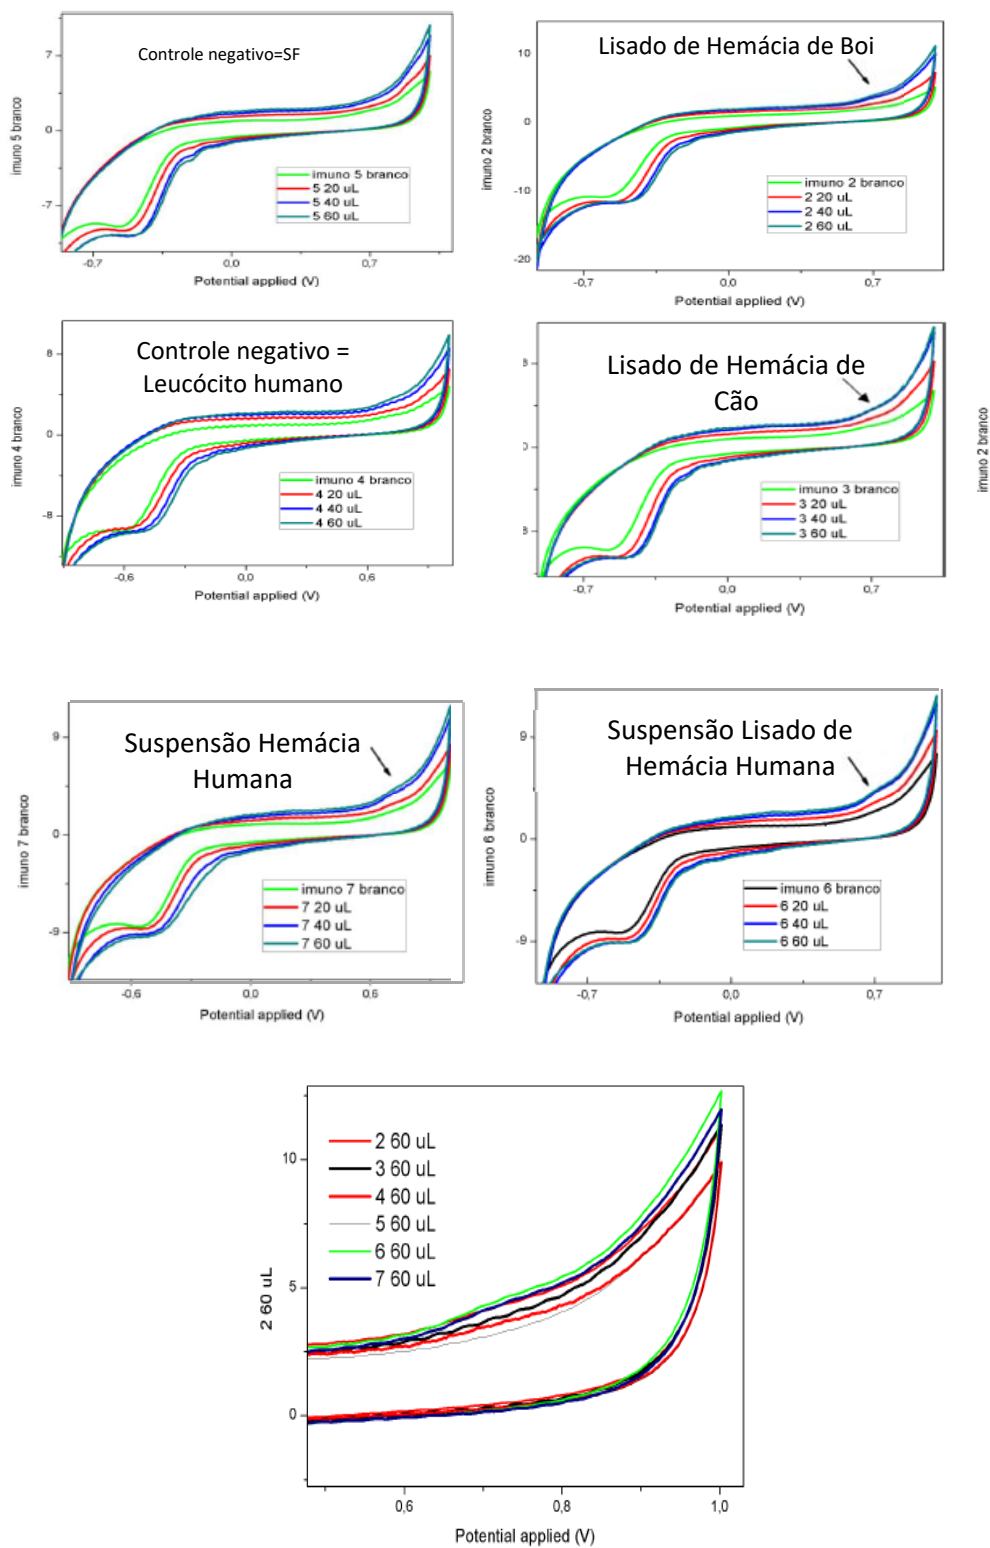 Controle negativo=SF
7
0
-7
imuno 5 branco
imuno 5 branco
5 20 uL
5 40 uL
5 60 uL
-0,7
0,0
0,7
Potential applied (V)
Lisado de Hemácia de Boi
10
0
-10
-20
imuno 2 branco
imuno 2 branco
2 20 uL
2 40 uL
2 60 uL
-0,7
0,0
0,7
Potential applied (V)
Controle negativo =
Leucócito humano
8
0
-8
imuno 4 branco
imuno 4 branco
4 20 uL
4 40 uL
4 60 uL
-0,6
0,0
0,6
Potential applied (V)
Lisado de Hemácia de
Cão
8
0
8
imuno 3 branco
3 20 uL
3 40 uL
3 60 uL
-0,7
0,0
0,7
Potential applied (V)
imuno 2 branco
Suspensão Hemácia
Humana
9
0
-9
imuno 7 branco
imuno 7 branco
7 20 uL
7 40 uL
7 60 uL
-0,6
0,0
0,6
Potential applied (V)
Suspensão Lisado de
Hemácia Humana
9
0
-9
imuno 6 branco
imuno 6 branco
6 20 uL
6 40 uL
6 60 uL
-0,7
0,0
0,7
Potential applied (V)
2 60 uL
3 60 uL
4 60 uL
5 60 uL
6 60 uL
7 60 uL
10
5
0
2 60 uL
0,6
0,8
1,0
Potential applied (V)